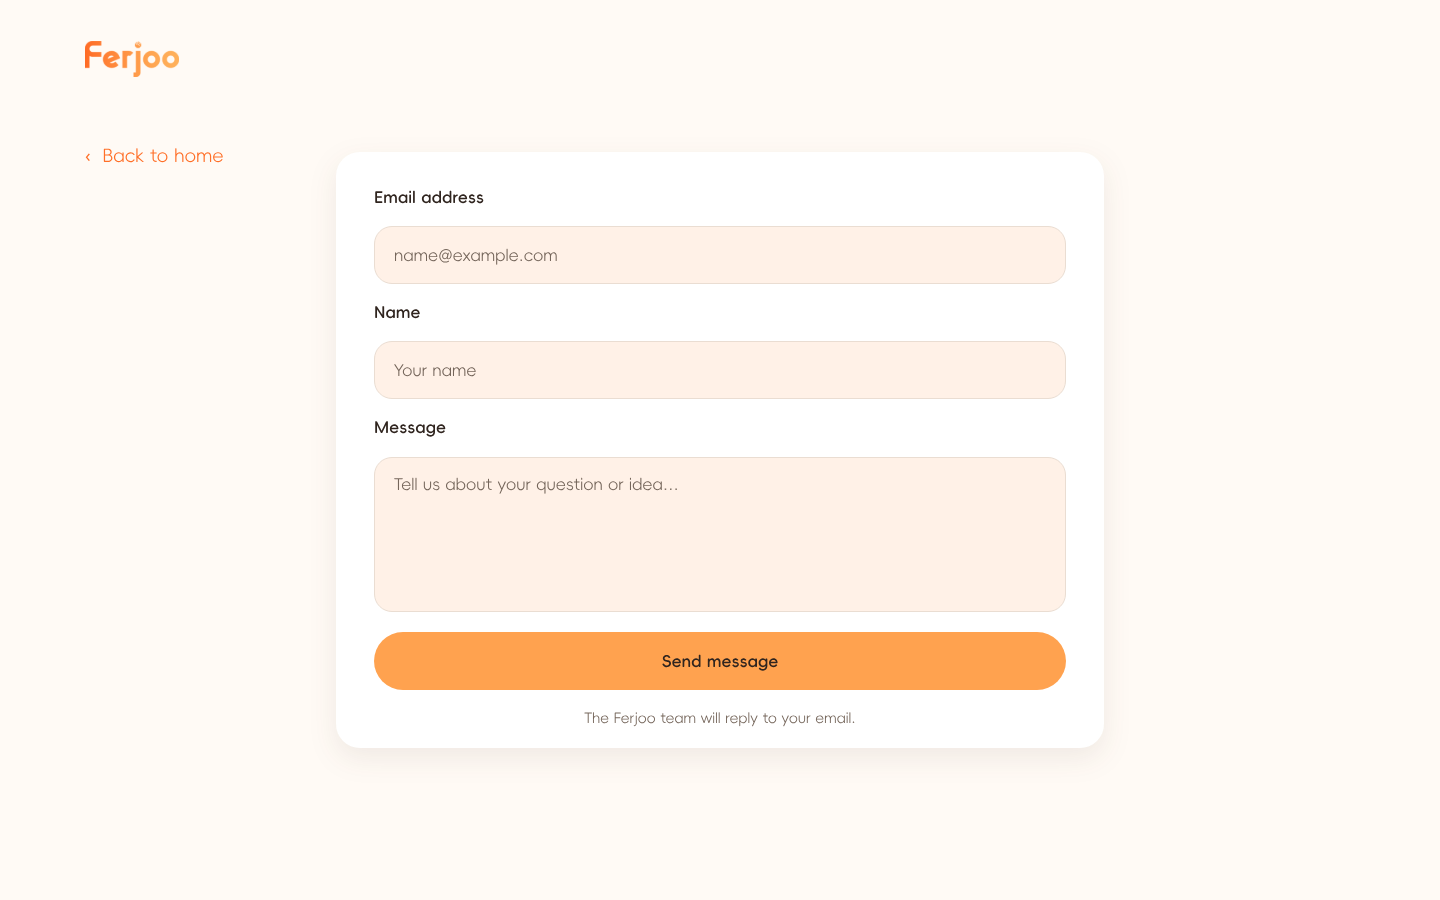 Ferjoo
‹ Back to home
Email address
name@example.com
Name
Your name
Message
Tell us about your question or idea...
Send message
The Ferjoo team will reply to your email.